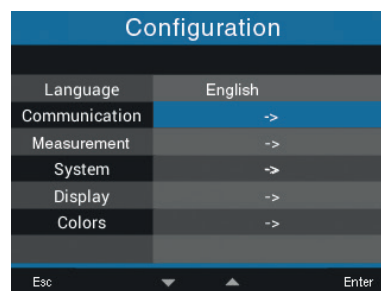 Configuration
Language English
Communication ->
Measurement ->
System ->
Display ->
Colors ->
Esc Enter